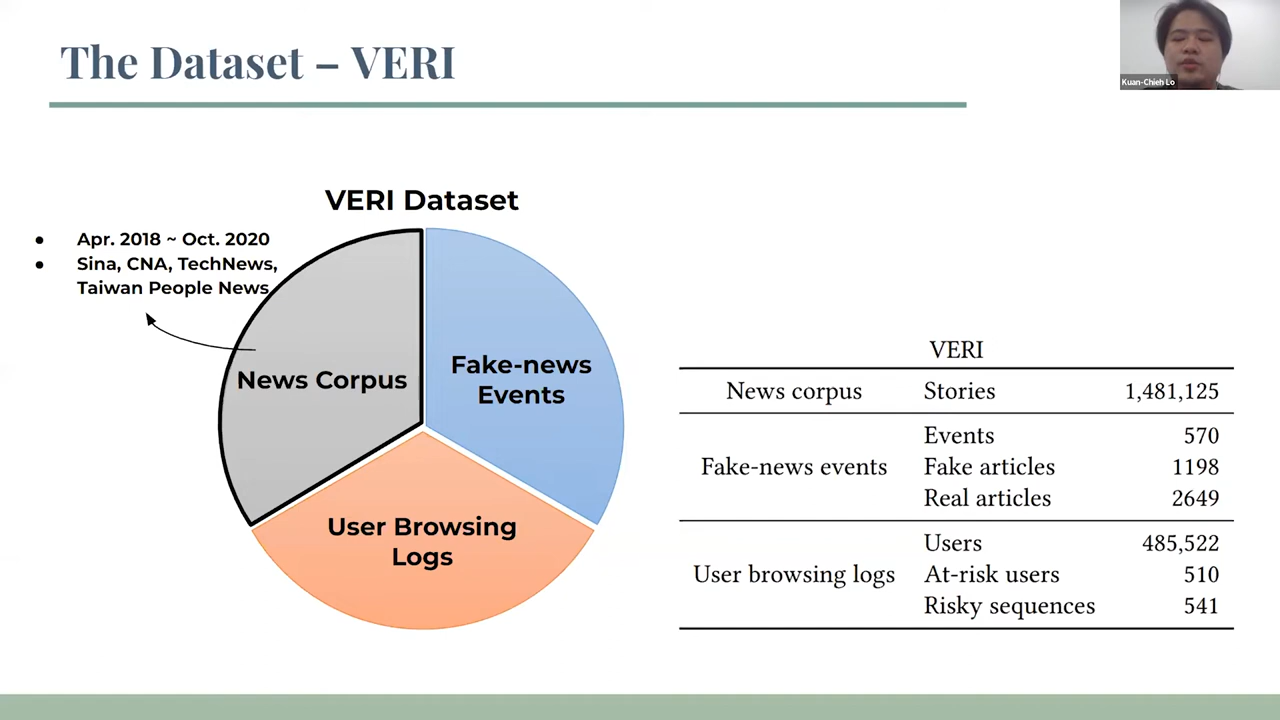 The Dataset – VERI
Kuan-Chieh Lo
VERI Dataset
● Apr. 2018 ~ Oct. 2020
● Sina, CNA, TechNews,
Taiwan People News
News Corpus
Fake-news
Events
User Browsing
Logs
VERI
News corpus Stories 1,481,125
Events 570
Fake-news events Fake articles 1198
Real articles 2649
Users 485,522
User browsing logs At-risk users 510
Risky sequences 541